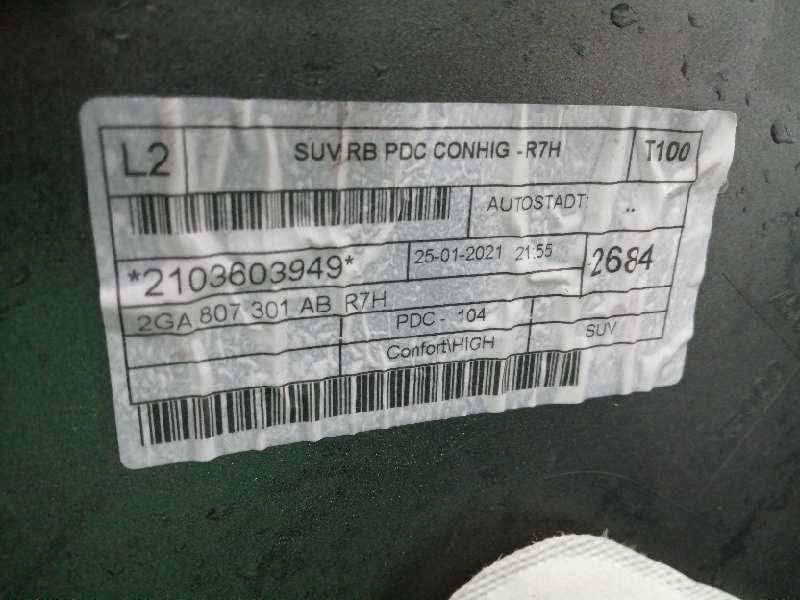 L2 SUV RB PDC CONHIG -R7H T100
AUTOSTADT: ..
*2103603949* 25-01-2021 21:55 2684
2GA 807 301 AB R7H
PDC- 104
Confort\HIGH SUV